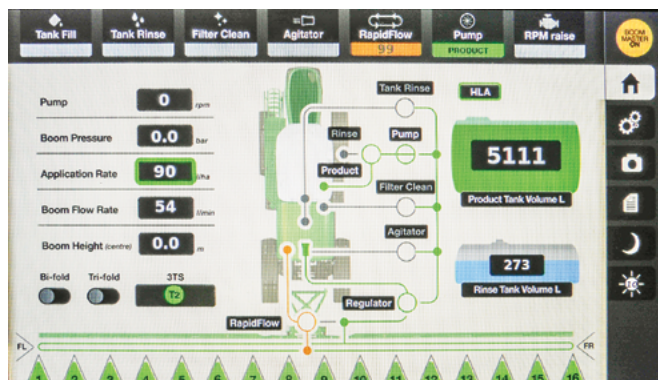 Tank Fill
Tank Rinse
Filter Clean
Agitator
RapidFlow
99
Pump
PRODUCT
RPM raise
BOOM
MASTER
ON
Pump 0 rpm
Boom Pressure 0.0 bar
Application Rate 90 l/ha
Boom Flow Rate 54 l/min
Boom Height (centre) 0.0 m
Bi-fold
Tri-fold
3TS
T2
Tank Rinse
HLA
Rinse
Pump
Product
Filter Clean
Agitator
Regulator
RapidFlow
5111
Product Tank Volume L
273
Rinse Tank Volume L
FL
FR
1 2 3 4 5 6 7 8 9 10 11 12 13 14 15 16